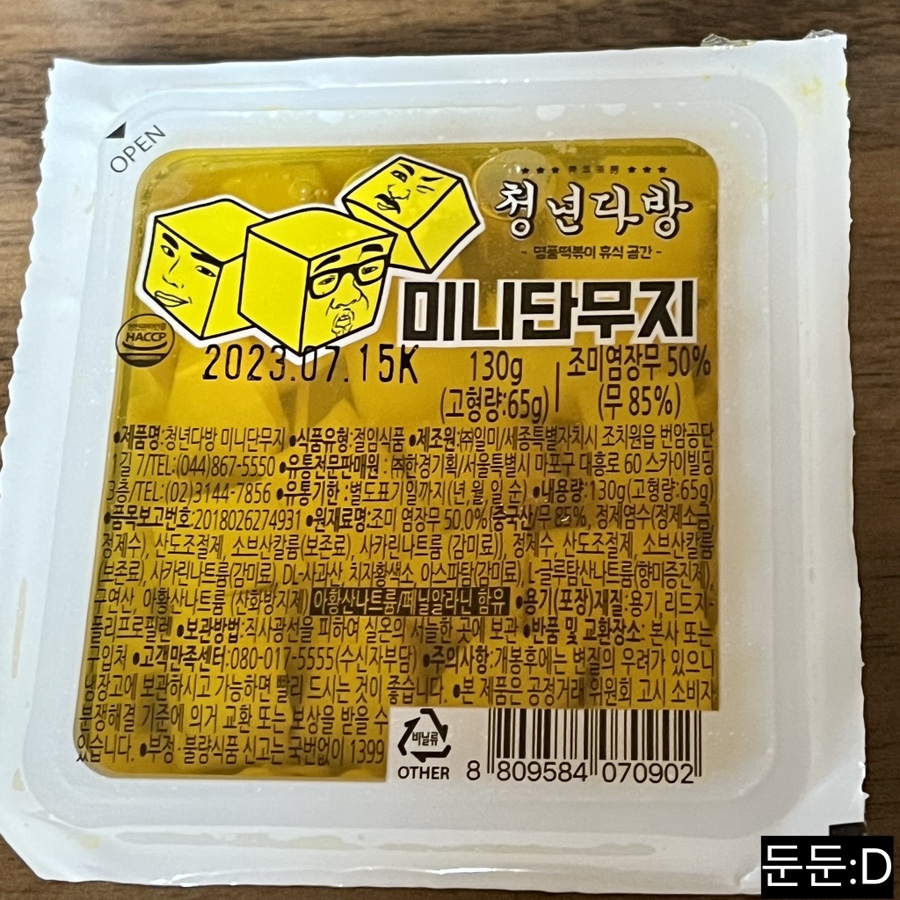 OPEN
청년다방
- 명품떡볶이 휴식 공간 -
미니단무지
HACCP
2023.07.15K
130g
(고형량:65g)
조미염장무 50%
(무 85%)
•제품명:청년다방 미니단무지 •식품유형:절임식품 •제조원:㈜일미/세종특별자치시 조치원읍 번암공단
1길 7/TEL:(044)867-5550 •유통전문판매원 : ㈜한경기획/서울특별시 마포구 대흥로 60 스카이빌딩
3층/TEL:(02)3144-7856 •유통기한 :별도표기일까지(년,월,일 순) •내용량:130g(고형량:65g)
•품목보고번호:2018026274931 •원재료명:조미 염장무 50.0%(중국산/무 85%, 정제염수(정제소금,
정제수), 산도조절제, 소브산칼륨(보존료), 사카린나트륨 (감미료)), 정제수, 산도조절제, 소브산칼륨
(보존료), 사카린나트륨(감미료), DL-사과산, 치자황색소, 아스파탐(감미료), L-글루탐산나트륨(향미증진제),
구연산, 아황산나트륨(산화방지제) 아황산나트륨/페닐알라닌 함유 •용기(포장)재질:용기, 리드지-
폴리프로필렌 •보관방법:직사광선을 피하여 실온의 서늘한 곳에 보관 •반품 및 교환장소: 본사 또는
구입처 •고객만족센터:080-017-5555(수신자부담) •주의사항:개봉후에는 변질의 우려가 있으니
냉장고에 보관하시고 가능하면 빨리 드시는것이 좋습니다. •본 제품은 공정거래 위원회 고시 소비자
분쟁해결 기준에 의거 교환 또는 보상을 받을 수
있습니다. •부정·불량식품 신고는 국번없이 1399
비닐류
OTHER
8 809584 070902
둔둔:D